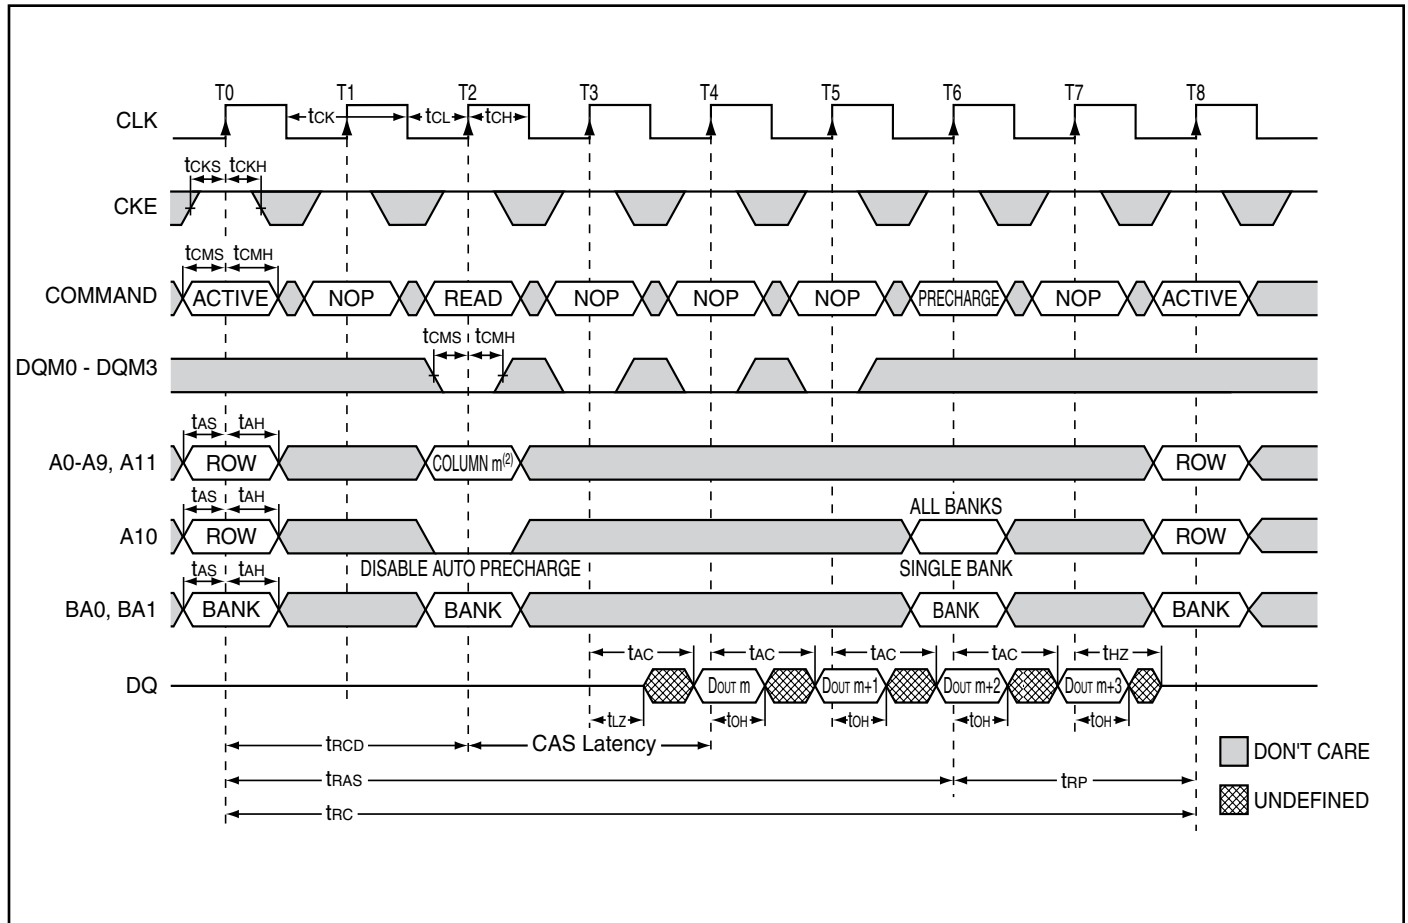 T0 T1 T2 T3 T4 T5 T6 T7 T8
CLK tCK tCL tCH
tCKS tCKH
CKE
tCMS tCMH
COMMAND ACTIVE NOP READ NOP NOP NOP PRECHARGE NOP ACTIVE
tCMS tCMH
DQM0 - DQM3
tAS tAH
A0-A9, A11 ROW COLUMN m(2) ROW
tAS tAH ALL BANKS
A10 ROW ROW
DISABLE AUTO PRECHARGE SINGLE BANK
tAS tAH
BA0, BA1 BANK BANK BANK BANK
tAC tAC tAC tAC tHZ
DQ DOUT m DOUT m+1 DOUT m+2 DOUT m+3
tLZ tOH tOH tOH tOH
tRCD CAS Latency
DON'T CARE
tRAS tRP
UNDEFINED
tRC